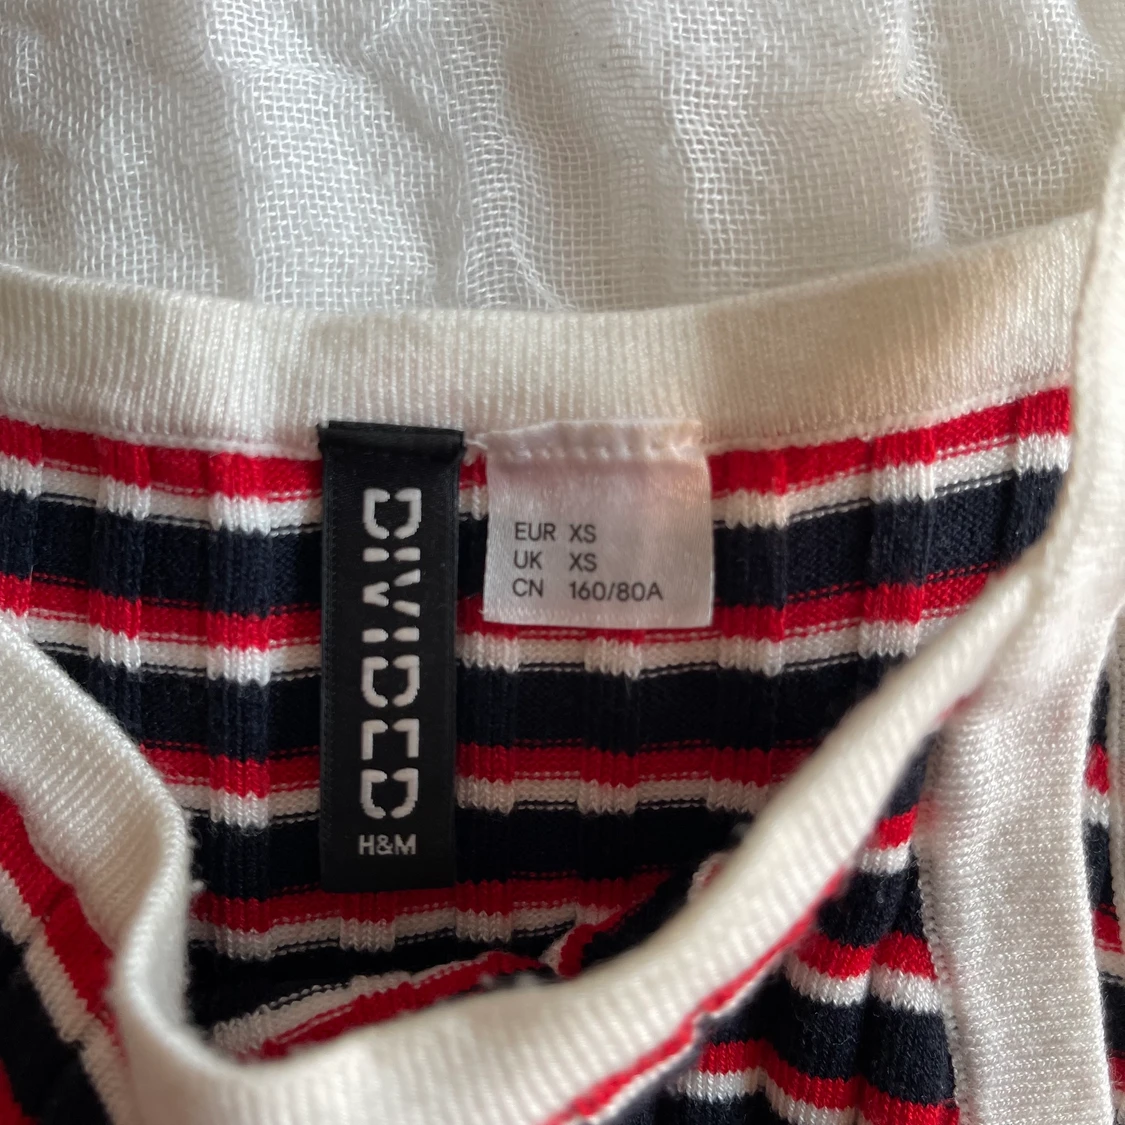 DIVIDED
H&M
EUR XS
UK XS
CN 160/80A